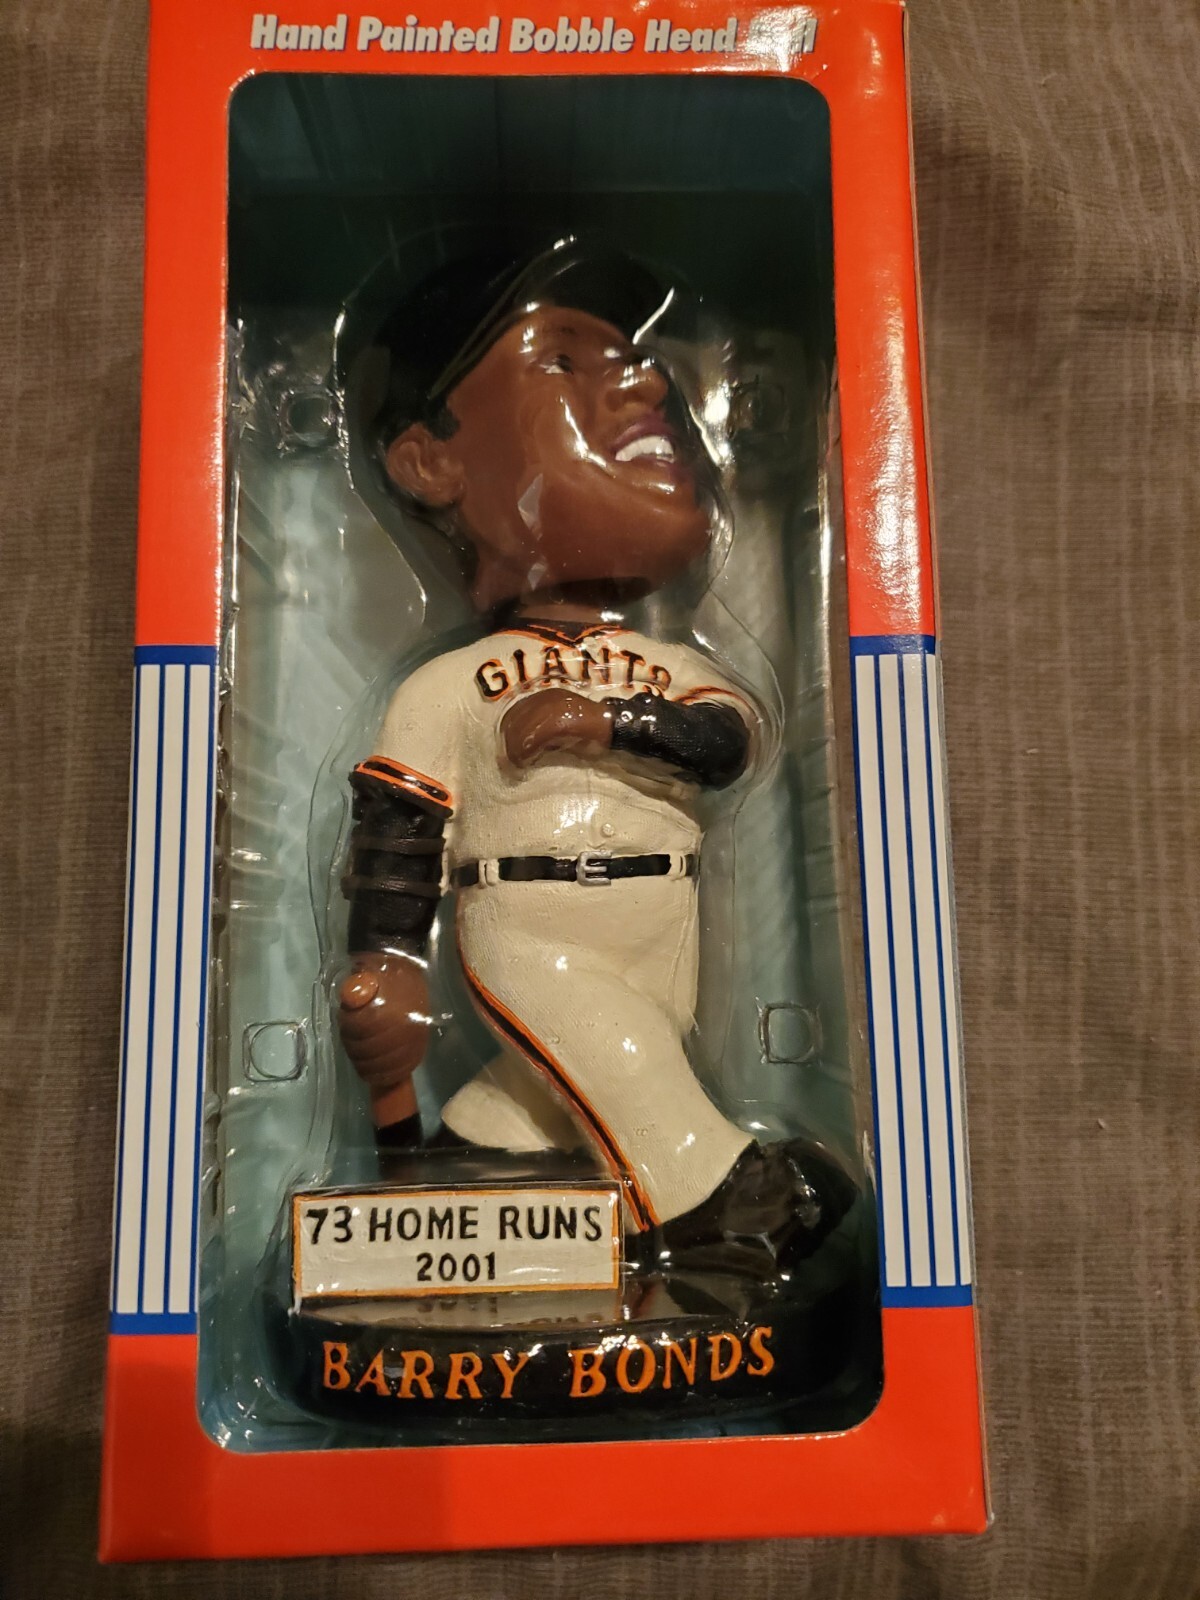 Hand Painted Bobble Head
GIANTS
73 HOME RUNS
2001
BARRY BONDS